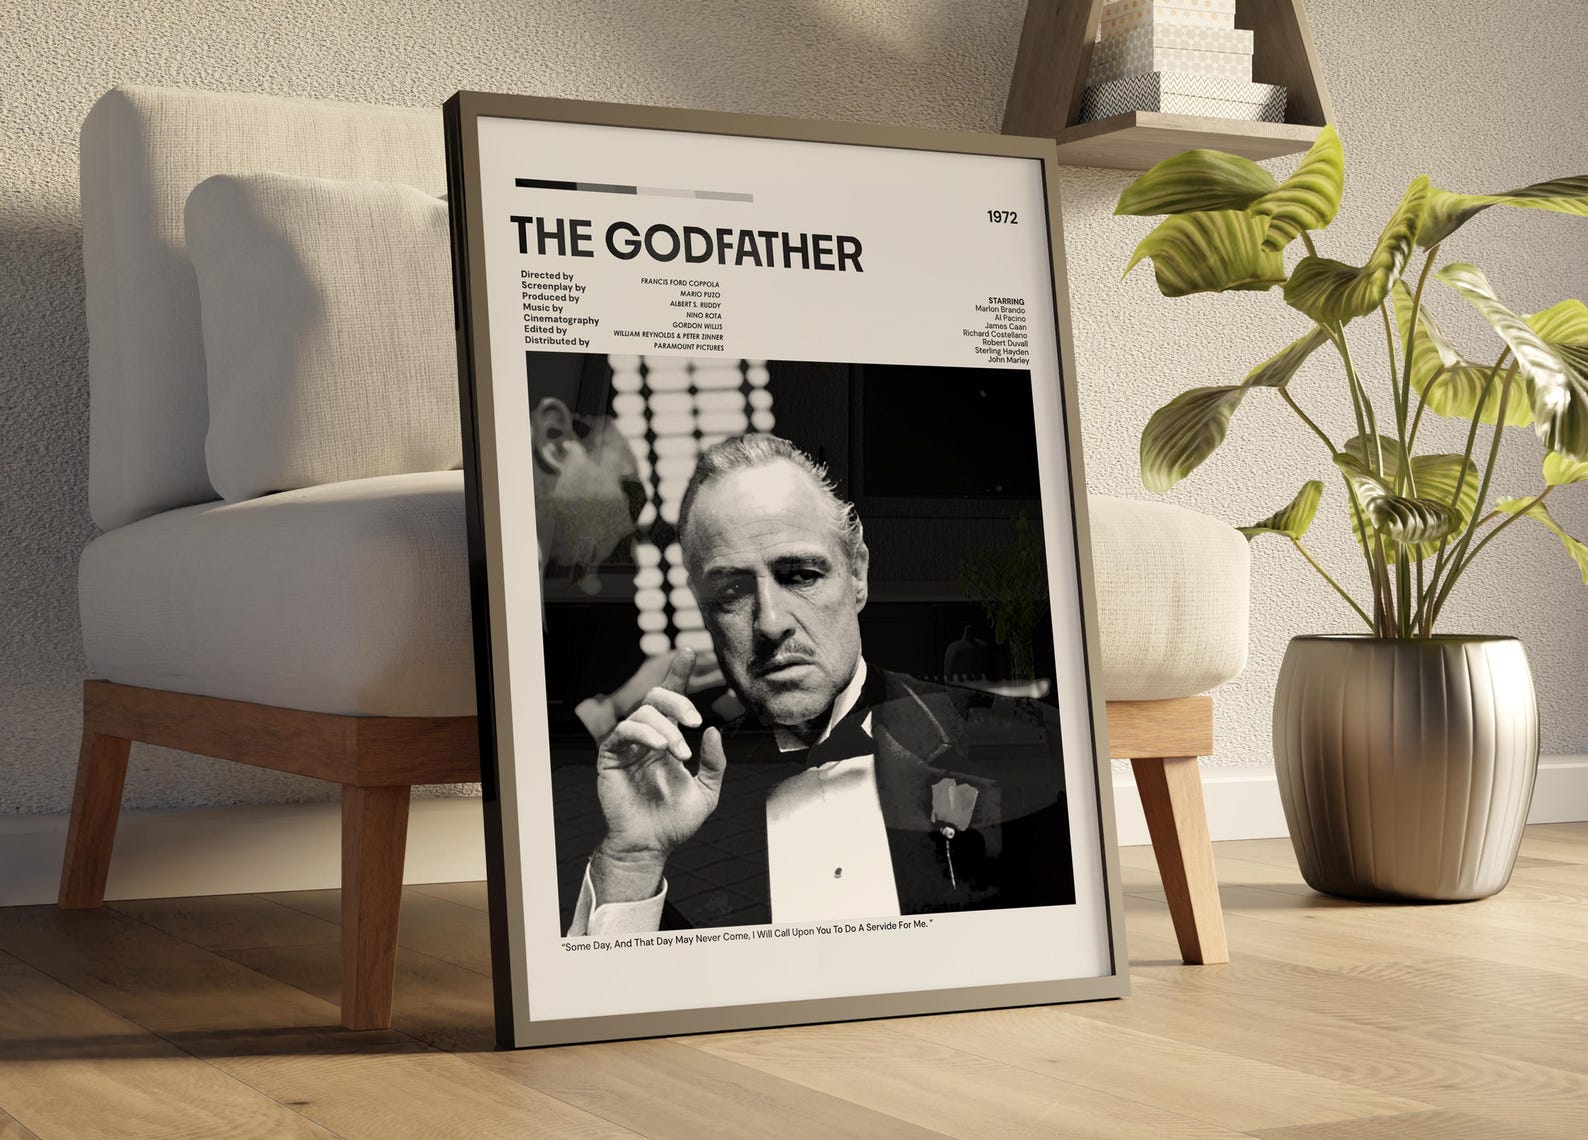 THE GODFATHER
1972
Directed by FRANCIS FORD COPPOLA
Screenplay by MARIO PUZO
Produced by ALBERT S. RUDDY
Music by NINO ROTA
Cinematography GORDON WILLIS
Edited by WILLIAM REYNOLDS & PETER ZINNER
Distributed by PARAMOUNT PICTURES
STARRING
Marlon Brando
Al Pacino
James Caan
Richard Costellano
Robert Duvall
Sterling Hayden
John Marley
"Some Day, And That Day May Never Come, I Will Call Upon You To Do A Servide For Me. "